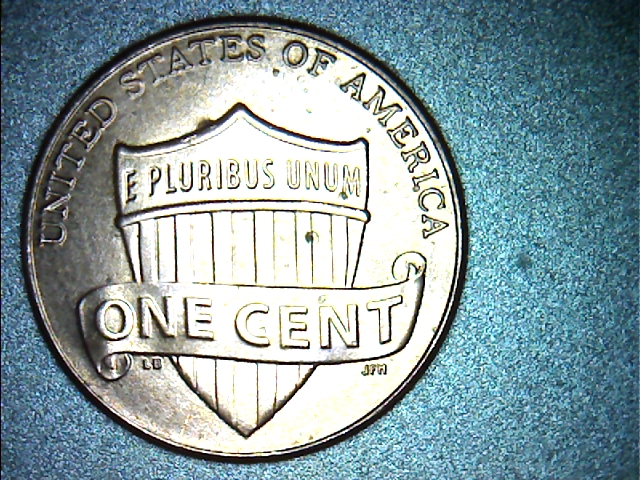 UNITED STATES OF AMERICA
E PLURIBUS UNUM
ONE CENT
LB
JFM